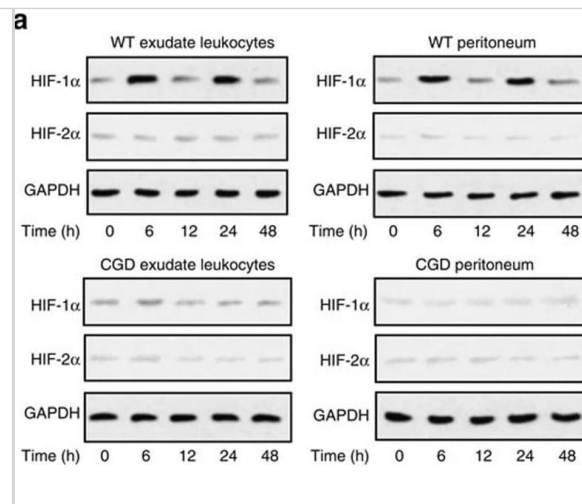 a
WT exudate leukocytes
HIF-1α
HIF-2α
GAPDH
Time (h) 0 6 12 24 48
WT peritoneum
HIF-1α
HIF-2α
GAPDH
Time (h) 0 6 12 24 48
CGD exudate leukocytes
HIF-1α
HIF-2α
GAPDH
Time (h) 0 6 12 24 48
CGD peritoneum
HIF-1α
HIF-2α
GAPDH
Time (h) 0 6 12 24 48